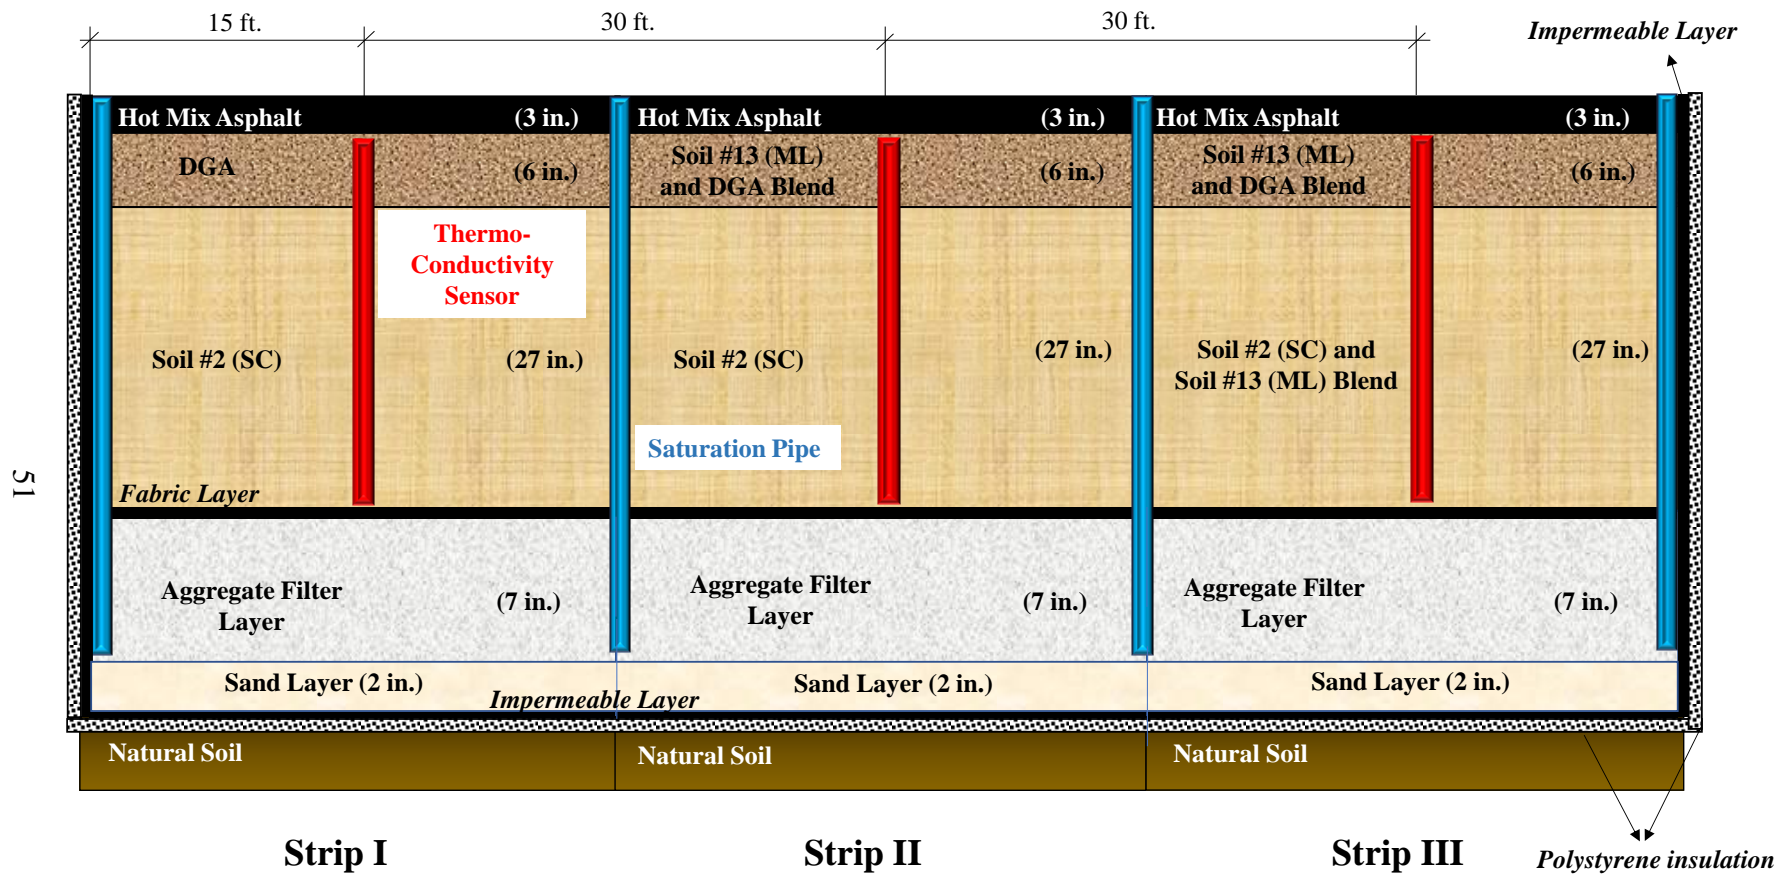 15 ft.
30 ft.
30 ft.
Impermeable Layer
Hot Mix Asphalt
(3 in.)
Hot Mix Asphalt
(3 in.)
Hot Mix Asphalt
(3 in.)
DGA
(6 in.)
Soil #13 (ML)
and DGA Blend
(6 in.)
Soil #13 (ML)
and DGA Blend
(6 in.)
Thermo-
Conductivity
Sensor
Soil #2 (SC)
(27 in.)
Soil #2 (SC)
(27 in.)
Soil #2 (SC) and
Soil #13 (ML) Blend
(27 in.)
Saturation Pipe
51
Fabric Layer
Aggregate Filter
Layer
(7 in.)
Aggregate Filter
Layer
(7 in.)
Aggregate Filter
Layer
(7 in.)
Sand Layer (2 in.)
Impermeable Layer
Sand Layer (2 in.)
Sand Layer (2 in.)
Natural Soil
Natural Soil
Natural Soil
Strip I
Strip II
Strip III
Polystyrene insulation